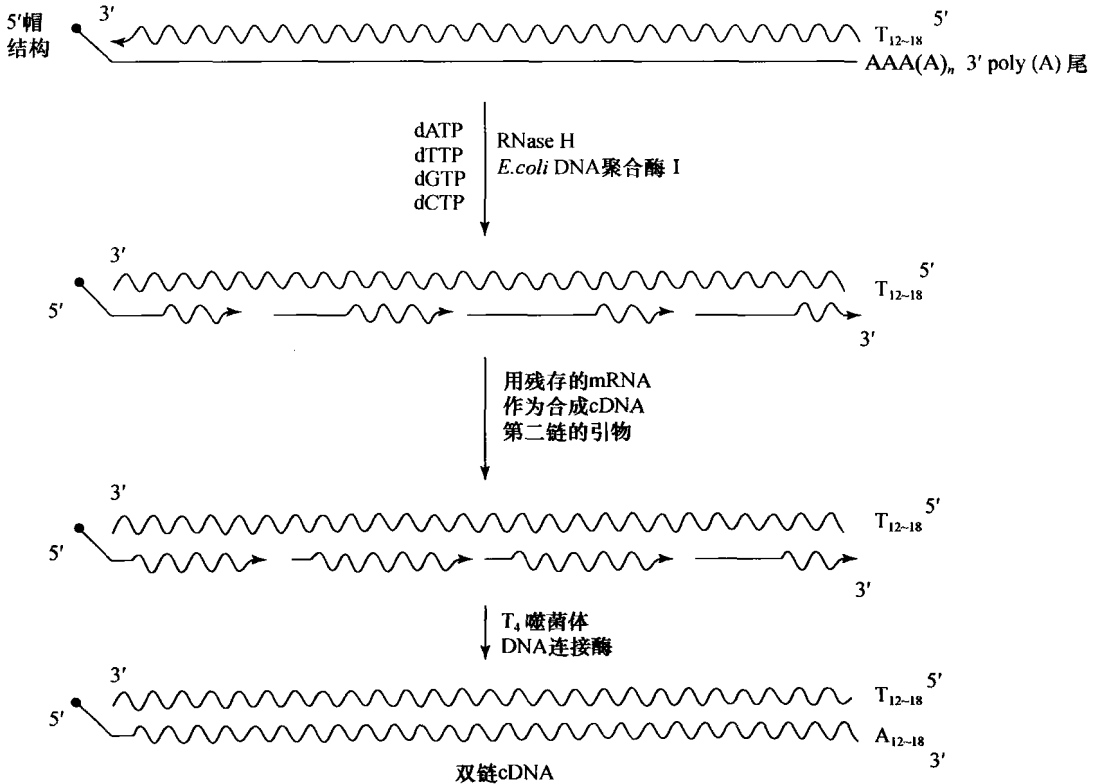 5′帽
结构
3′
5′
T₁₂~₁₈
AAA(A)ₙ 3′ poly (A) 尾
dATP
dTTP
dGTP
dCTP
RNase H
E.coli DNA聚合酶 I
3′
5′
T₁₂~₁₈
5′
3′
用残存的mRNA
作为合成cDNA
第二链的引物
3′
5′
T₁₂~₁₈
5′
3′
T₄ 噬菌体
DNA连接酶
3′
5′
T₁₂~₁₈
5′
A₁₂~₁₈
3′
双链cDNA